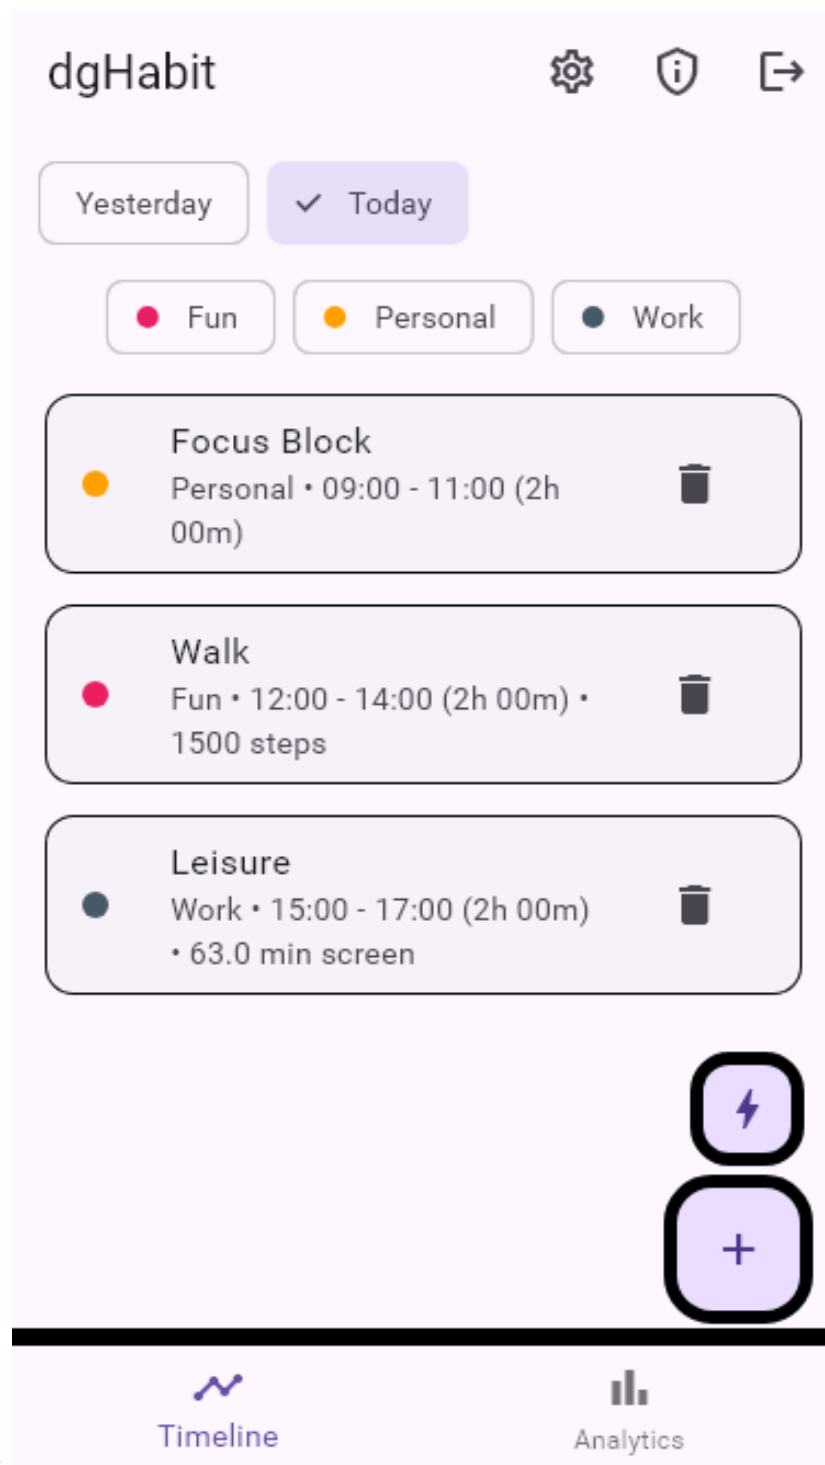 dgHabit
Yesterday
Today
Fun
Personal
Work
Focus Block
Personal • 09:00 - 11:00 (2h
00m)
Walk
Fun • 12:00 - 14:00 (2h 00m) •
1500 steps
Leisure
Work • 15:00 - 17:00 (2h 00m)
• 63.0 min screen
Timeline
Analytics